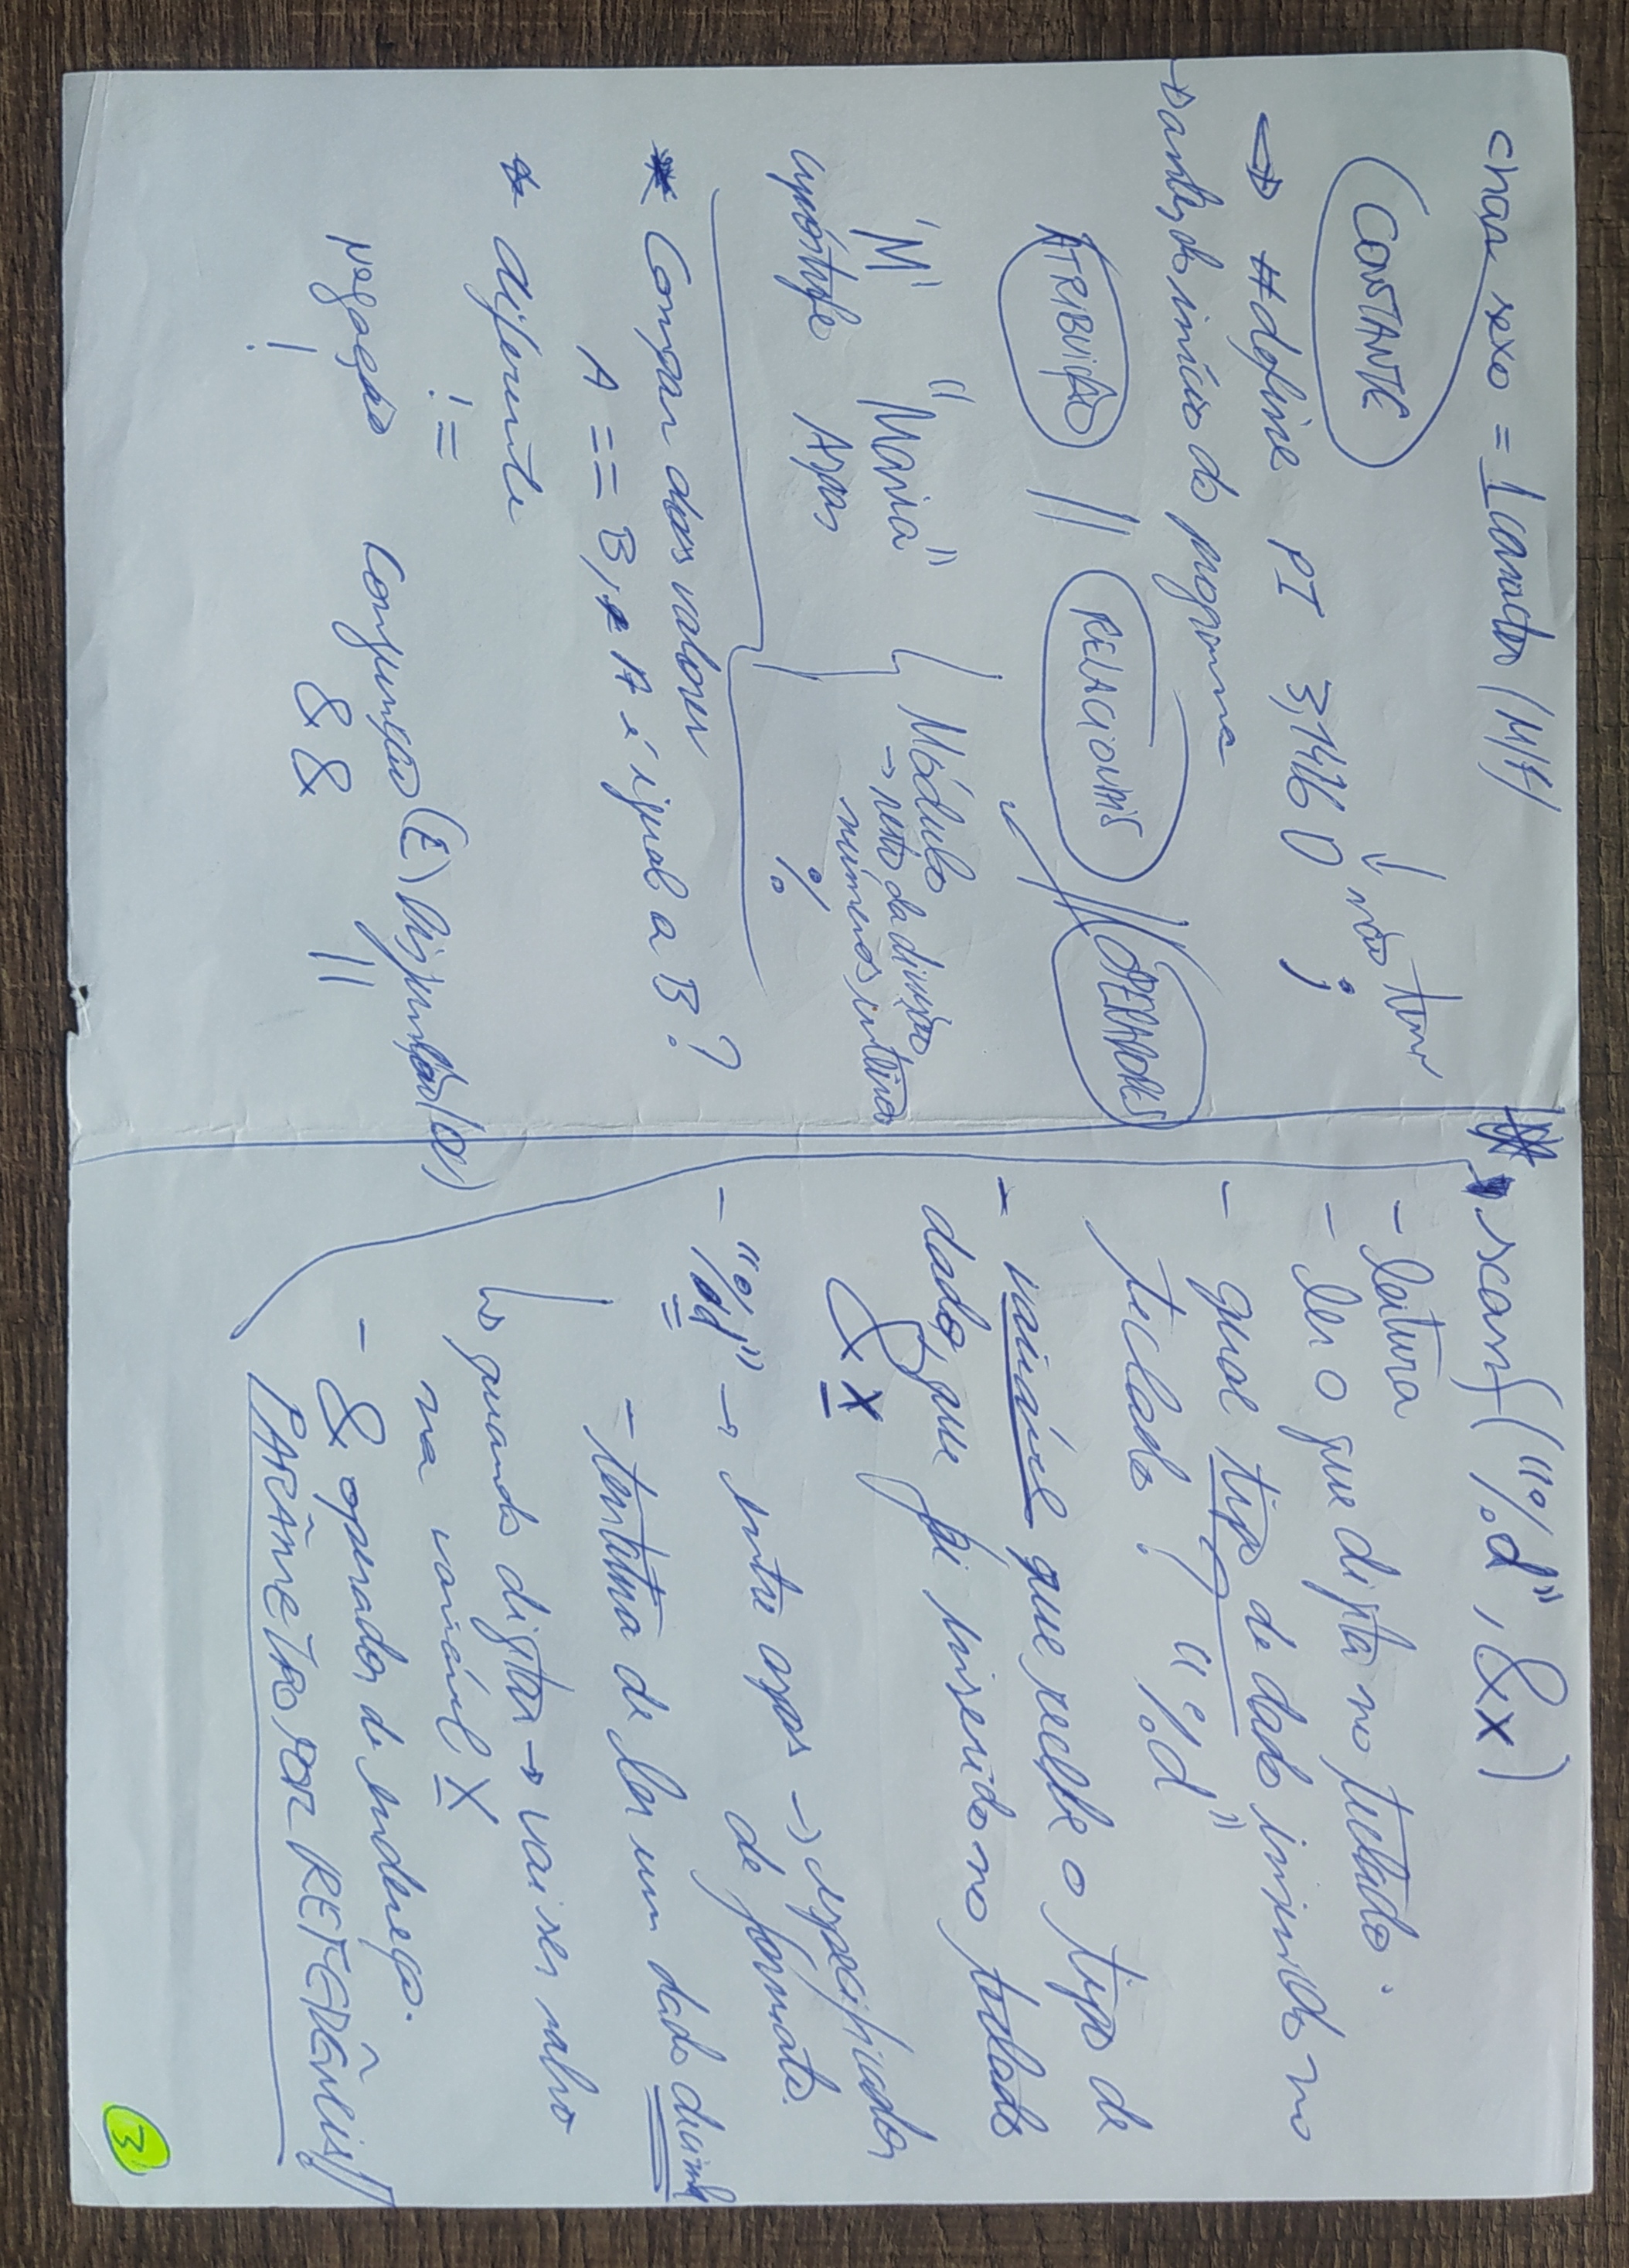 char sexo = 1 caracter (M/F)
CONSTANTE
não tem
⇒ #define PI 3,1416 ;
→ antes do início do programa
ATRIBUIÇÃO || RELACIONAIS // OPERADORES
'M' "Maria"
apóstrofe Aspas
Módulo
→ resto da divisão
números inteiros
%
* Compar dois valores
A == B, A é igual a B?
* diferente
!=
Negação Conjunção (E) Disjunção (OU)
! && ||
scanf("%d", &x)
- leitura
- ler o que digita no teclado.
- qual tipo de dado inserido no
teclado? "%d"
- variável que recebe o tipo de
dado, que foi inserido no teclado
&x
- "%d" → entre aspas → especificador
de formato.
- tentativa de ler um dado decimal
↳ quando digitar → vai ser salvo
na variável X
- & operador de endereço.
PARÂMETRO POR REFERÊNCIA!!
3